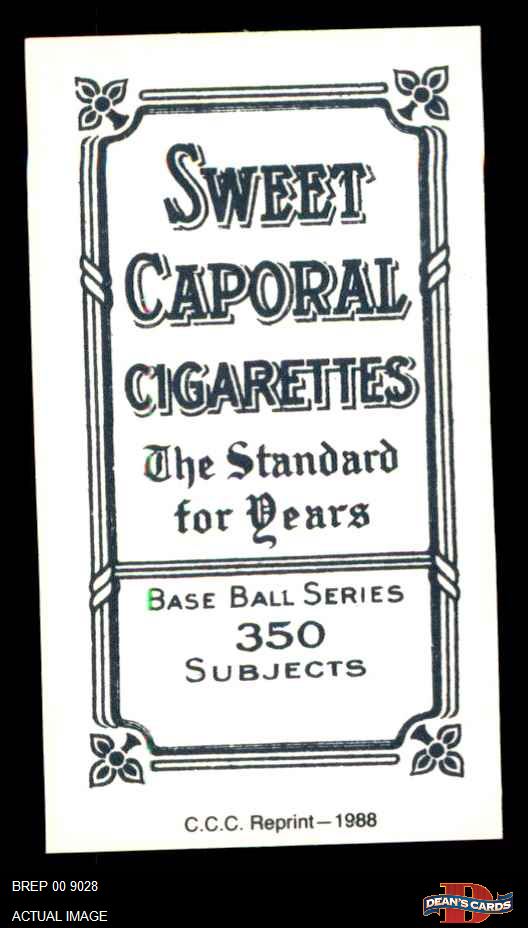 SWEET
CAPORAL
CIGARETTES
The Standard
for Years
BASE BALL SERIES
350
SUBJECTS
C.C.C. Reprint—1988
BREP 00 9028
ACTUAL IMAGE
D
DEAN'S CARDS